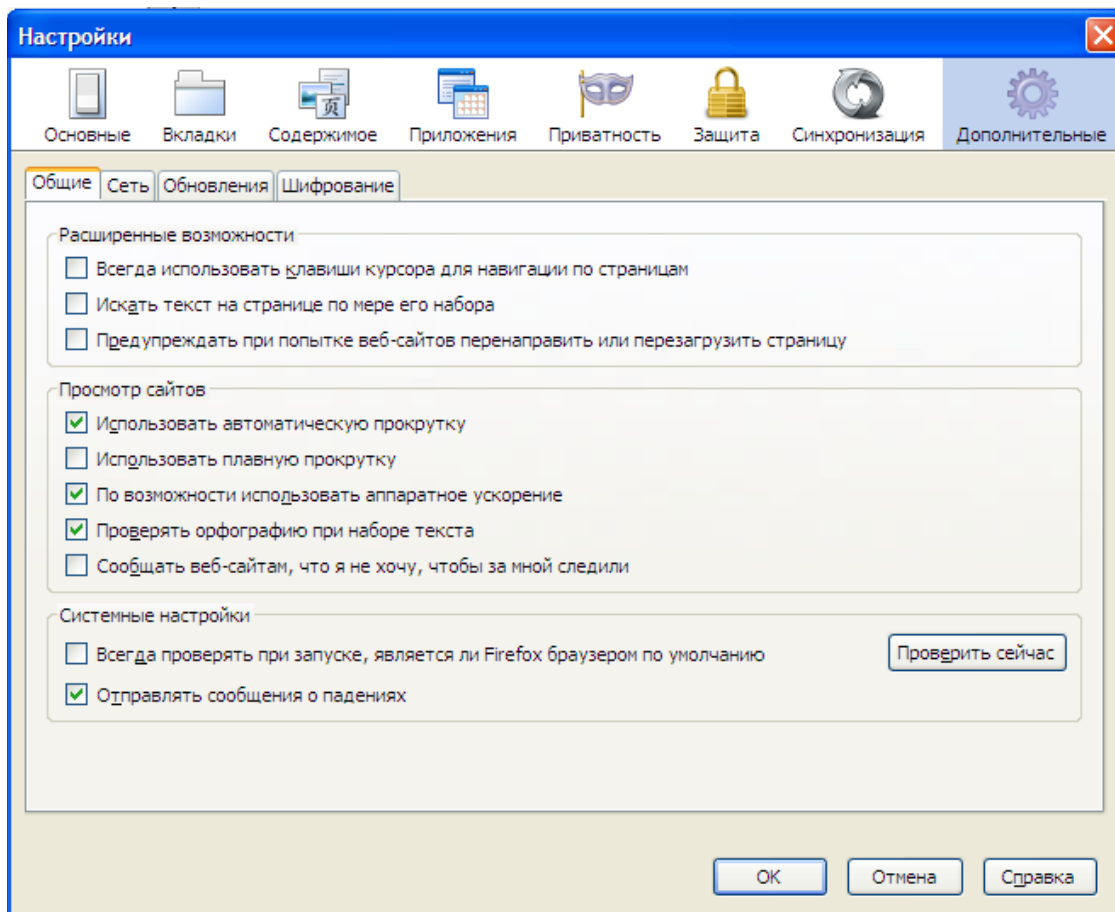 Настройки
Основные Вкладки Содержимое Приложения Приватность Защита Синхронизация Дополнительные
Общие Сеть Обновления Шифрование
Расширенные возможности
Всегда использовать клавиши курсора для навигации по страницам
Искать текст на странице по мере его набора
Предупреждать при попытке веб-сайтов перенаправить или перезагрузить страницу
Просмотр сайтов
Использовать автоматическую прокрутку
Использовать плавную прокрутку
По возможности использовать аппаратное ускорение
Проверять орфографию при наборе текста
Сообщать веб-сайтам, что я не хочу, чтобы за мной следили
Системные настройки
Всегда проверять при запуске, является ли Firefox браузером по умолчанию Проверить сейчас
Отправлять сообщения о падениях
OK Отмена Справка